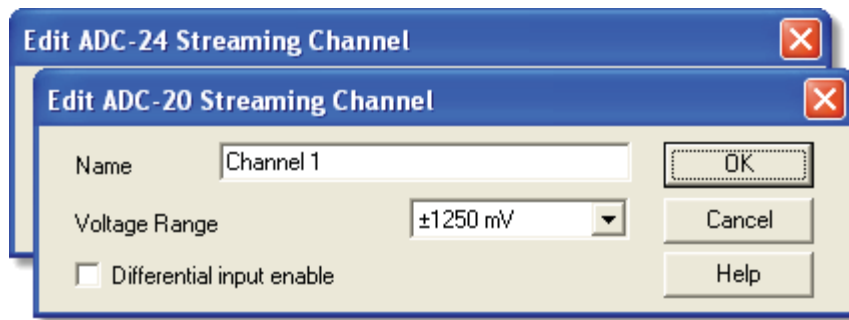 Edit ADC-24 Streaming Channel
Edit ADC-20 Streaming Channel
Name Channel 1 OK
Voltage Range ±1250 mV Cancel
Differential input enable Help